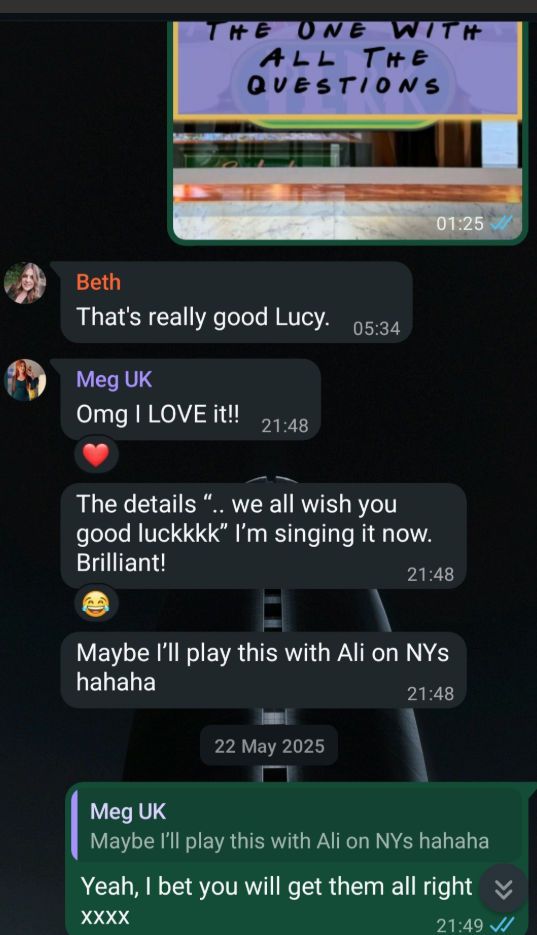 THE ONE WITH
ALL THE
QUESTIONS
01:25
Beth
That's really good Lucy.
05:34
Meg UK
Omg I LOVE it!!
21:48
The details “.. we all wish you
good luckkkk” I’m singing it now.
Brilliant!
21:48
Maybe I’ll play this with Ali on NYs
hahaha
21:48
22 May 2025
Meg UK
Maybe I’ll play this with Ali on NYs hahaha
Yeah, I bet you will get them all right
xxxx
21:49